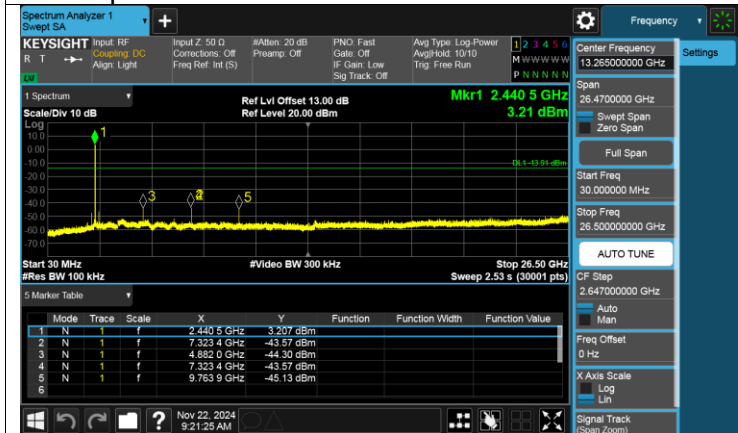 Spectrum Analyzer 1
Swept SA
Frequency
KEYSIGHT
R T
LXI
Input: RF
Coupling: DC
Align: Light
Input Z: 50 Ω
Corrections: Off
Freq Ref: Int (S)
#Atten: 20 dB
Preamp: Off
PNO: Fast
Gate: Off
IF Gain: Low
Sig Track: Off
Avg Type: Log-Power
Avg|Hold: 10/10
Trig: Free Run
1 2 3 4 5 6
M W W W W W
P N N N N N
Center Frequency
13.265000000 GHz
Settings
Span
26.4700000 GHz
Swept Span
Zero Span
Full Span
Start Freq
30.000000 MHz
Stop Freq
26.500000000 GHz
AUTO TUNE
CF Step
2.647000000 GHz
Auto
Man
Freq Offset
0 Hz
X Axis Scale
Log
Lin
Signal Track
(Span Zoom)
1 Spectrum
Scale/Div 10 dB
Ref Lvl Offset 13.00 dB
Ref Level 20.00 dBm
Mkr1 2.440 5 GHz
3.21 dBm
Log
10.0
0.00
-10.0
-20.0
-30.0
-40.0
-50.0
-60.0
-70.0
1
3
5
DL1 -13.91 dBm
Start 30 MHz
#Res BW 100 kHz
#Video BW 300 kHz
Stop 26.50 GHz
Sweep 2.53 s (30001 pts)
5 Marker Table
Mode Trace Scale X Y Function Function Width Function Value
1 N 1 f 2.440 5 GHz 3.207 dBm
2 N 1 f 7.323 4 GHz -43.57 dBm
3 N 1 f 4.882 0 GHz -44.30 dBm
4 N 1 f 7.323 4 GHz -43.57 dBm
5 N 1 f 9.763 9 GHz -45.13 dBm
6
Nov 22, 2024
9:21:25 AM